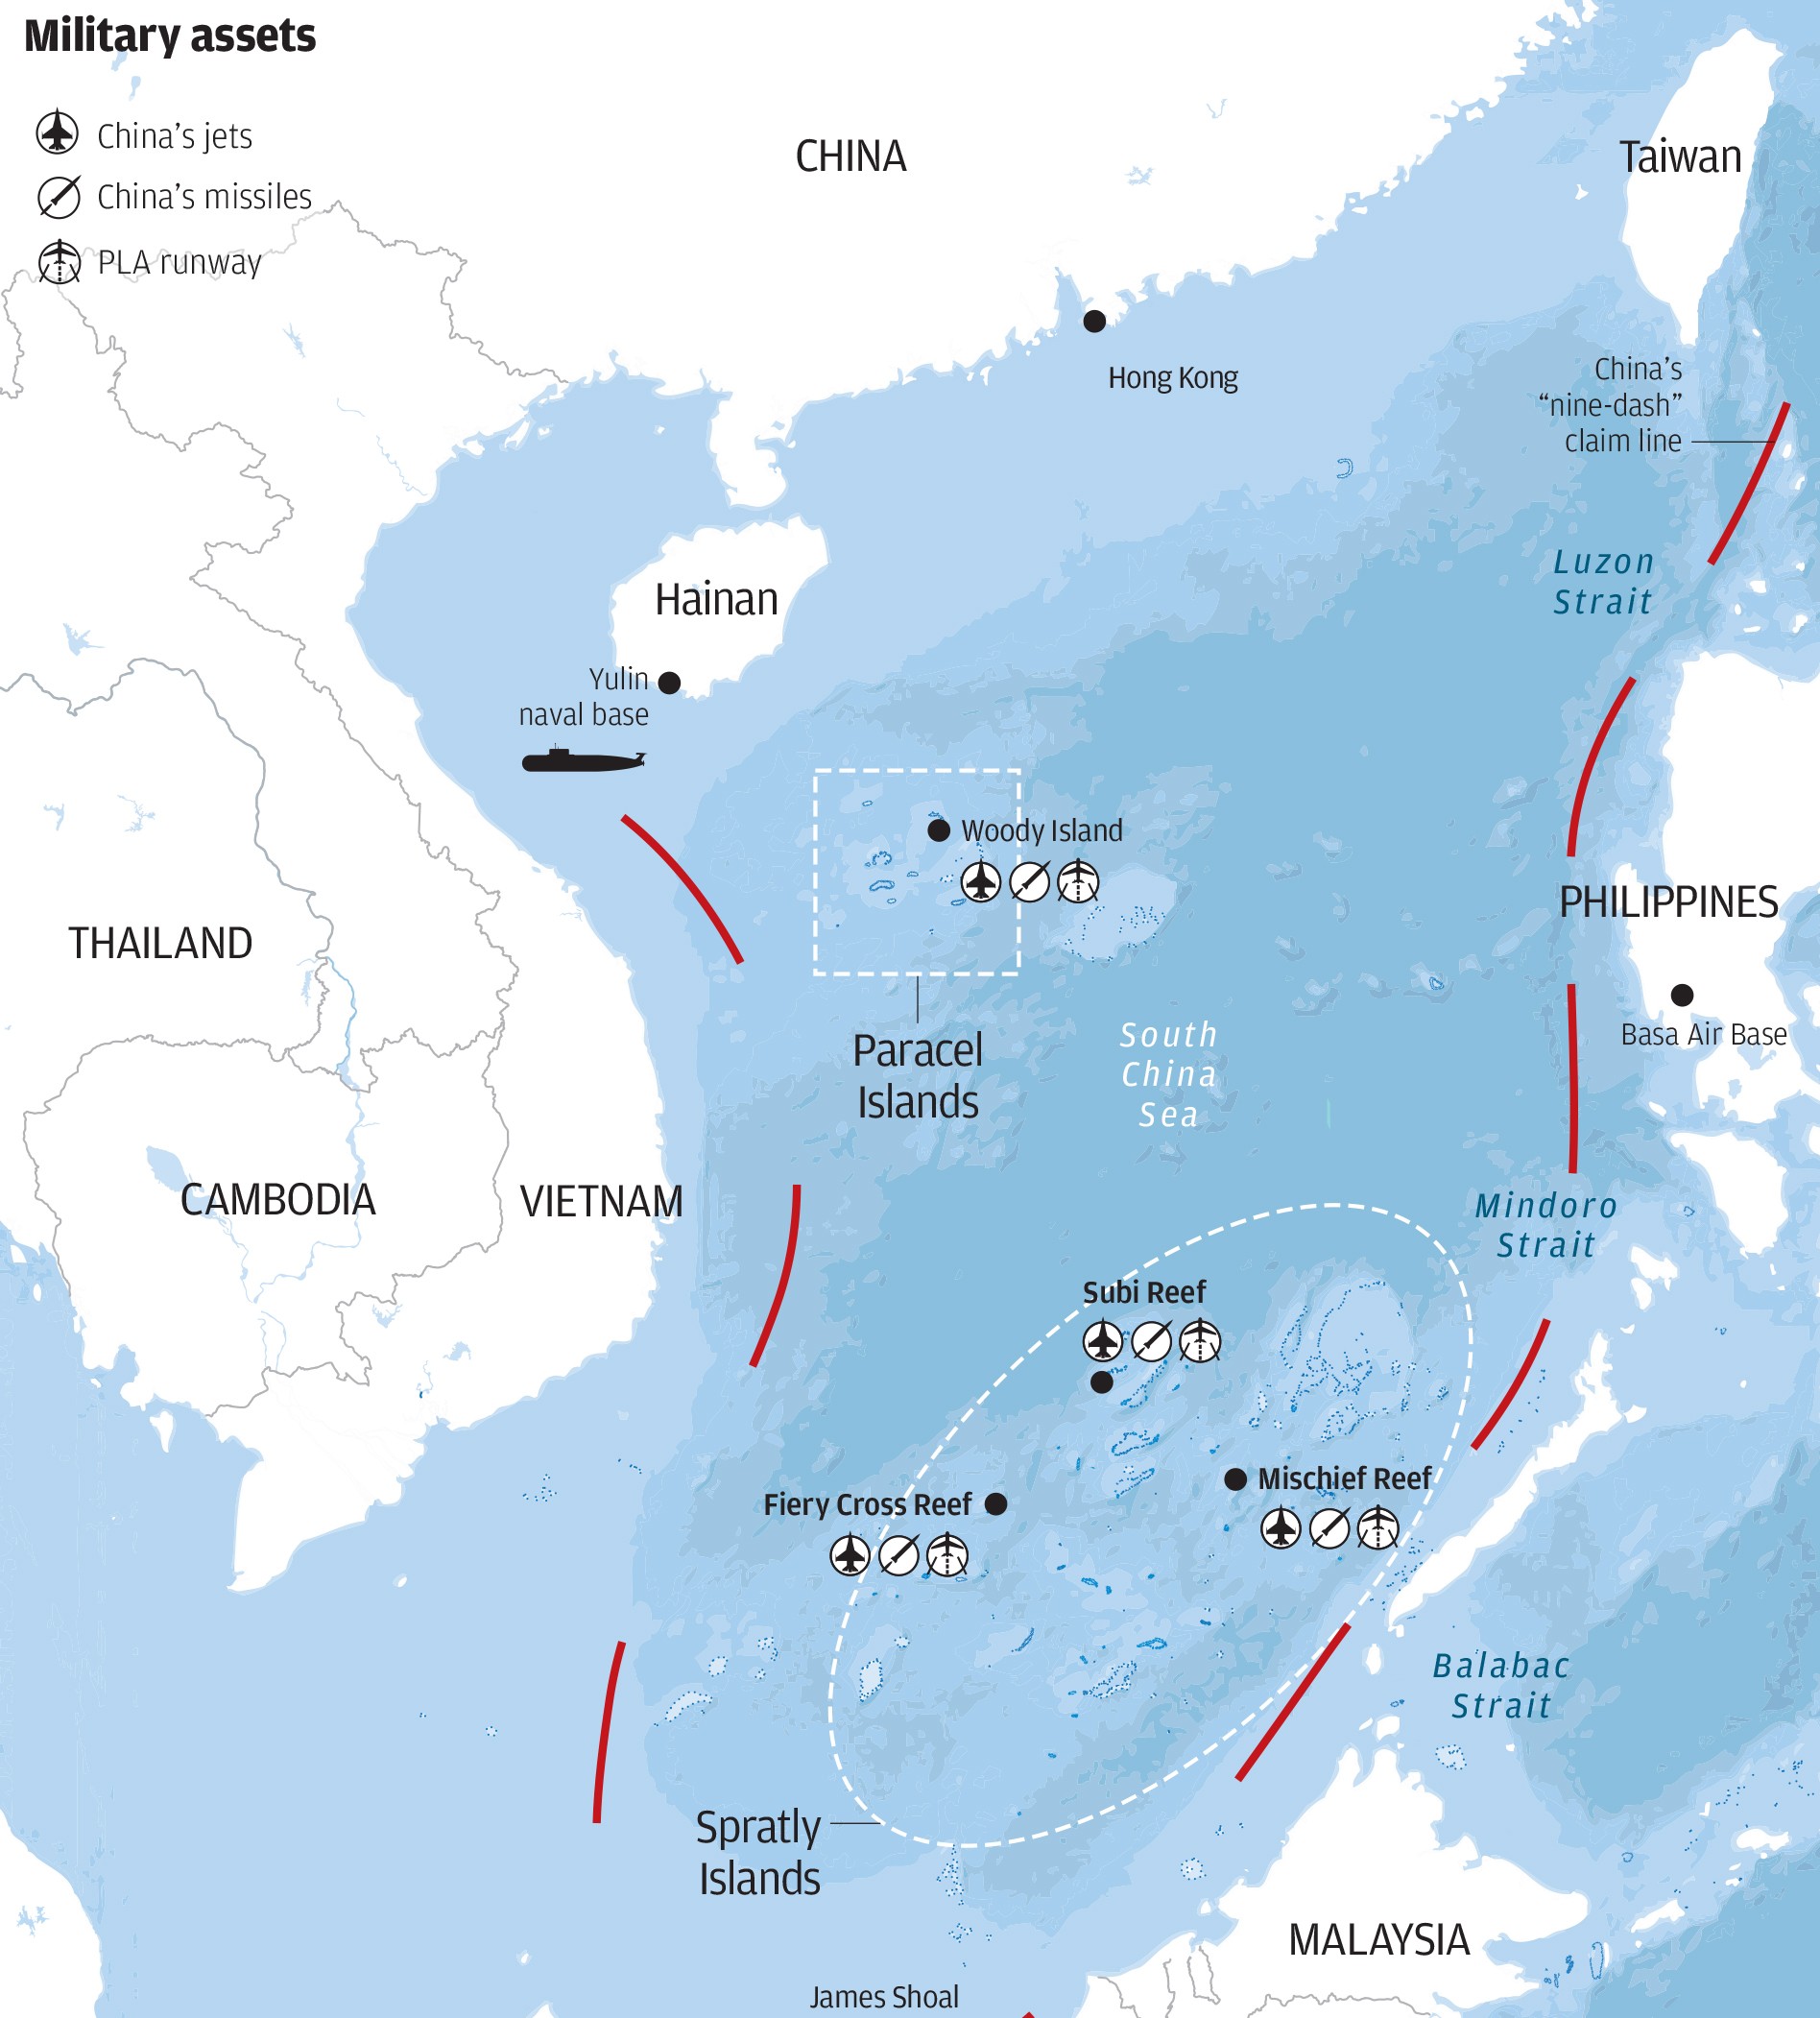 Military assets
China's jets
China's missiles
PLA runway
CHINA
Taiwan
Hong Kong
China's
“nine-dash”
claim line
Luzon
Strait
Hainan
Yulin
naval base
Woody Island
PHILIPPINES
THAILAND
Basa Air Base
South
China
Sea
Paracel
Islands
CAMBODIA
VIETNAM
Mindoro
Strait
Subi Reef
Mischief Reef
Fiery Cross Reef
Balabac
Strait
Spratly
Islands
MALAYSIA
James Shoal